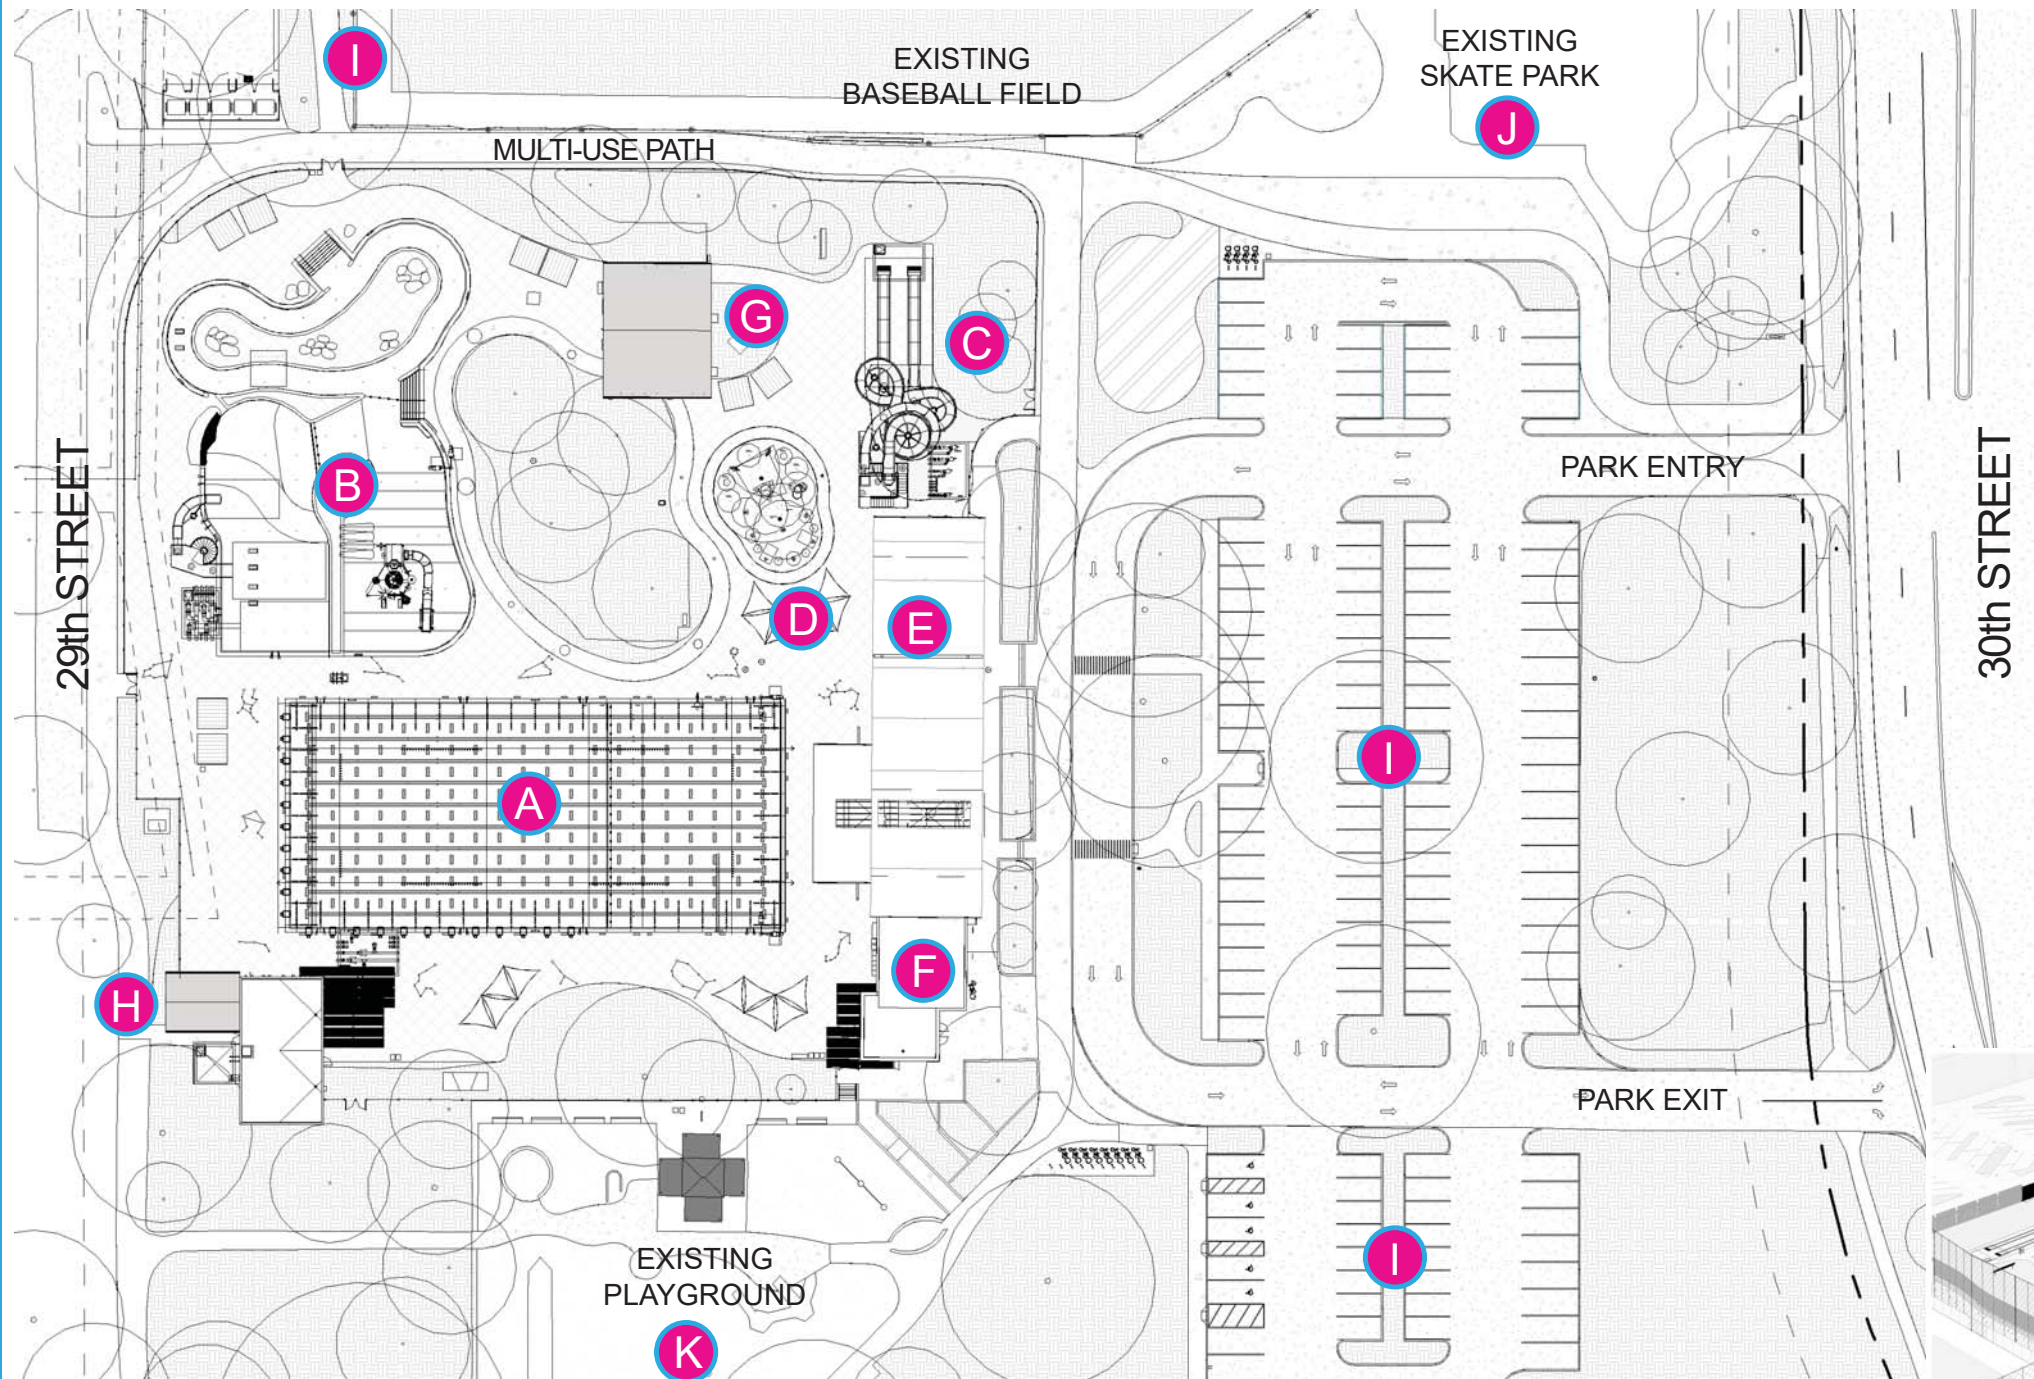 I
EXISTING
BASEBALL FIELD
EXISTING
SKATE PARK
J
MULTI-USE PATH
G
C
B
PARK ENTRY
29th STREET
30th STREET
D
E
I
A
F
H
PARK EXIT
EXISTING
PLAYGROUND
I
K